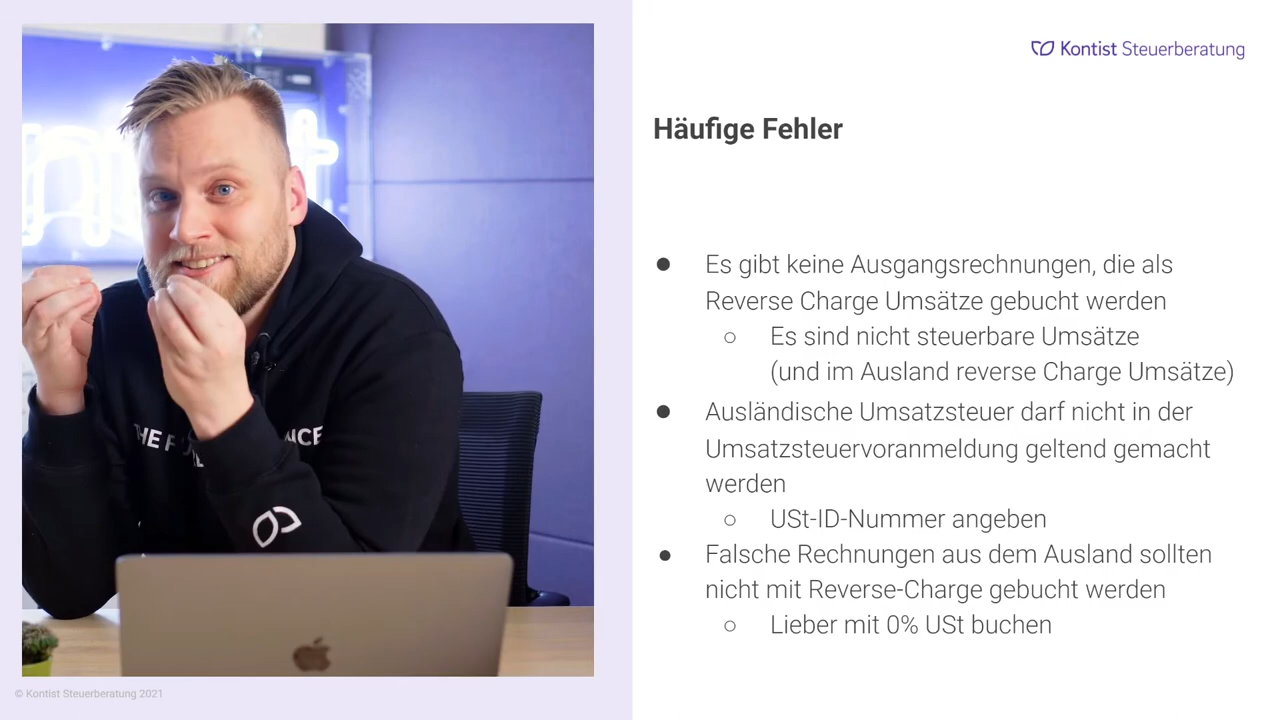 Kontist Steuerberatung
Häufige Fehler
● Es gibt keine Ausgangsrechnungen, die als
Reverse Charge Umsätze gebucht werden
○ Es sind nicht steuerbare Umsätze
(und im Ausland reverse Charge Umsätze)
● Ausländische Umsatzsteuer darf nicht in der
Umsatzsteuervoranmeldung geltend gemacht
werden
○ USt-ID-Nummer angeben
● Falsche Rechnungen aus dem Ausland sollten
nicht mit Reverse-Charge gebucht werden
○ Lieber mit 0% USt buchen
THE
© Kontist Steuerberatung 2021